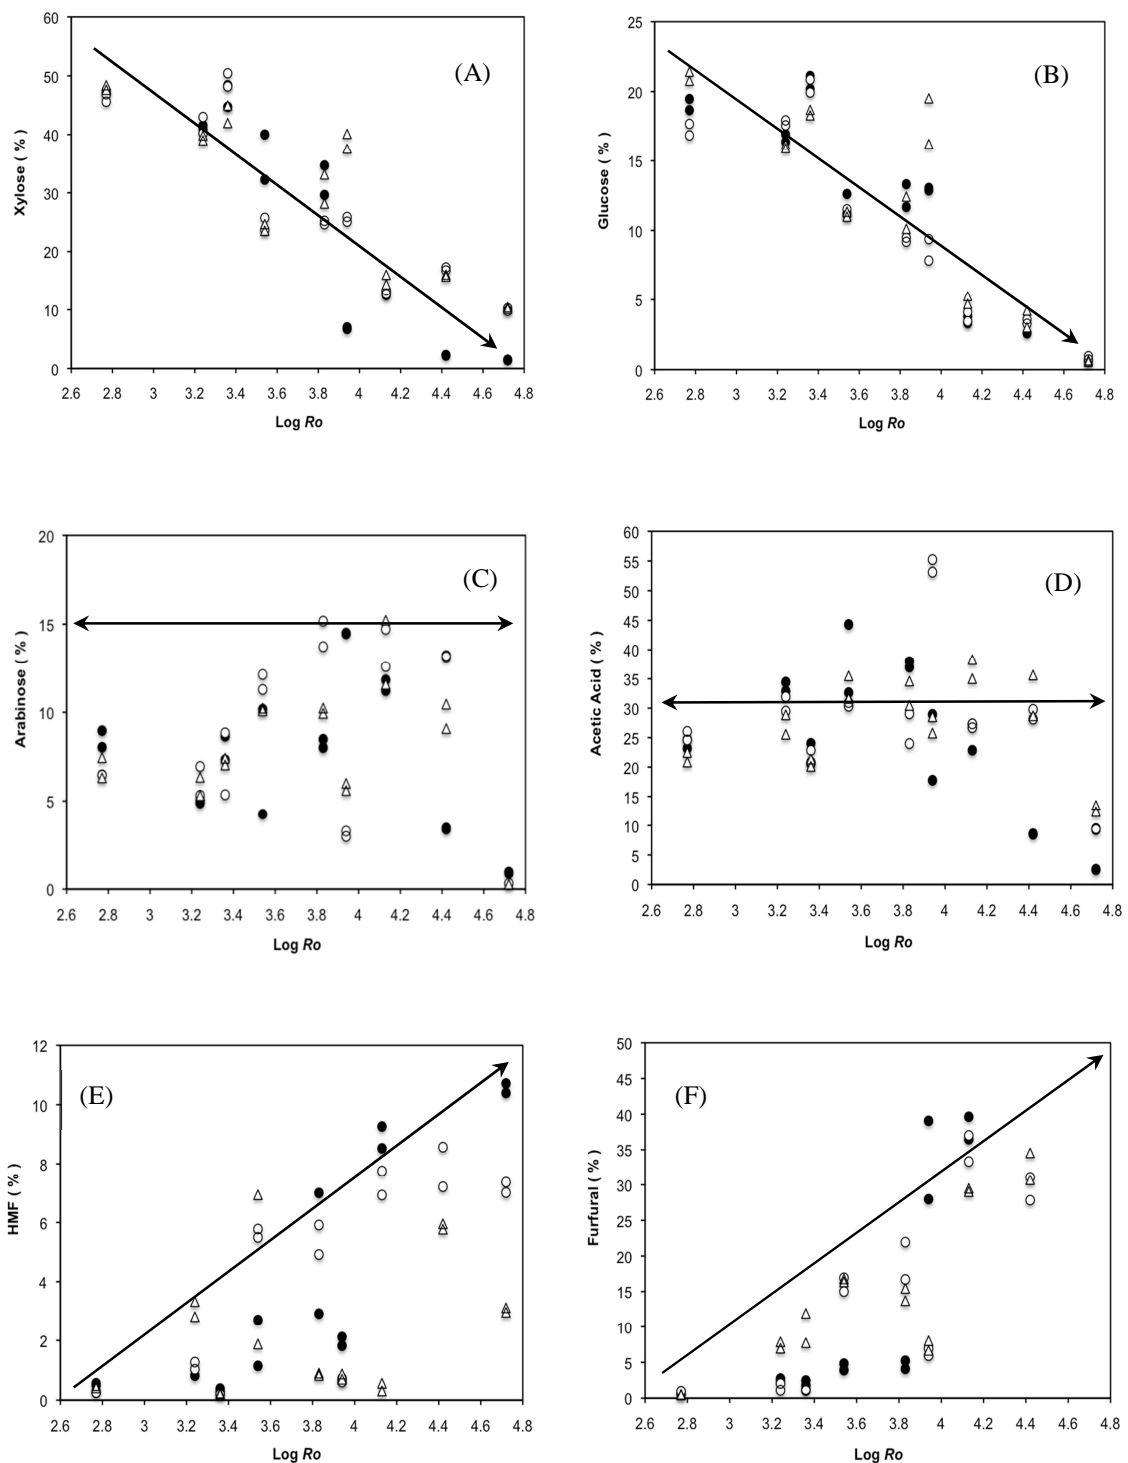 60
50
40
30
20
10
0
Xylose ( % )
(A)
2.6 2.8 3 3.2 3.4 3.6 3.8 4 4.2 4.4 4.6 4.8
Log Ro
25
20
15
10
5
0
Glucose ( % )
(B)
2.6 2.8 3 3.2 3.4 3.6 3.8 4 4.2 4.4 4.6 4.8
Log Ro
20
15
10
5
0
Arabinose ( % )
(C)
2.6 2.8 3 3.2 3.4 3.6 3.8 4 4.2 4.4 4.6 4.8
Log Ro
60
55
50
45
40
35
30
25
20
15
10
5
0
Acetic Acid ( % )
(D)
2.6 2.8 3 3.2 3.4 3.6 3.8 4 4.2 4.4 4.6 4.8
Log Ro
12
10
8
6
4
2
0
HMF ( % )
(E)
2.6 2.8 3 3.2 3.4 3.6 3.8 4 4.2 4.4 4.6 4.8
Log Ro
50
45
40
35
30
25
20
15
10
5
0
Furfural ( % )
(F)
2.6 2.8 3 3.2 3.4 3.6 3.8 4 4.2 4.4 4.6 4.8
Log Ro